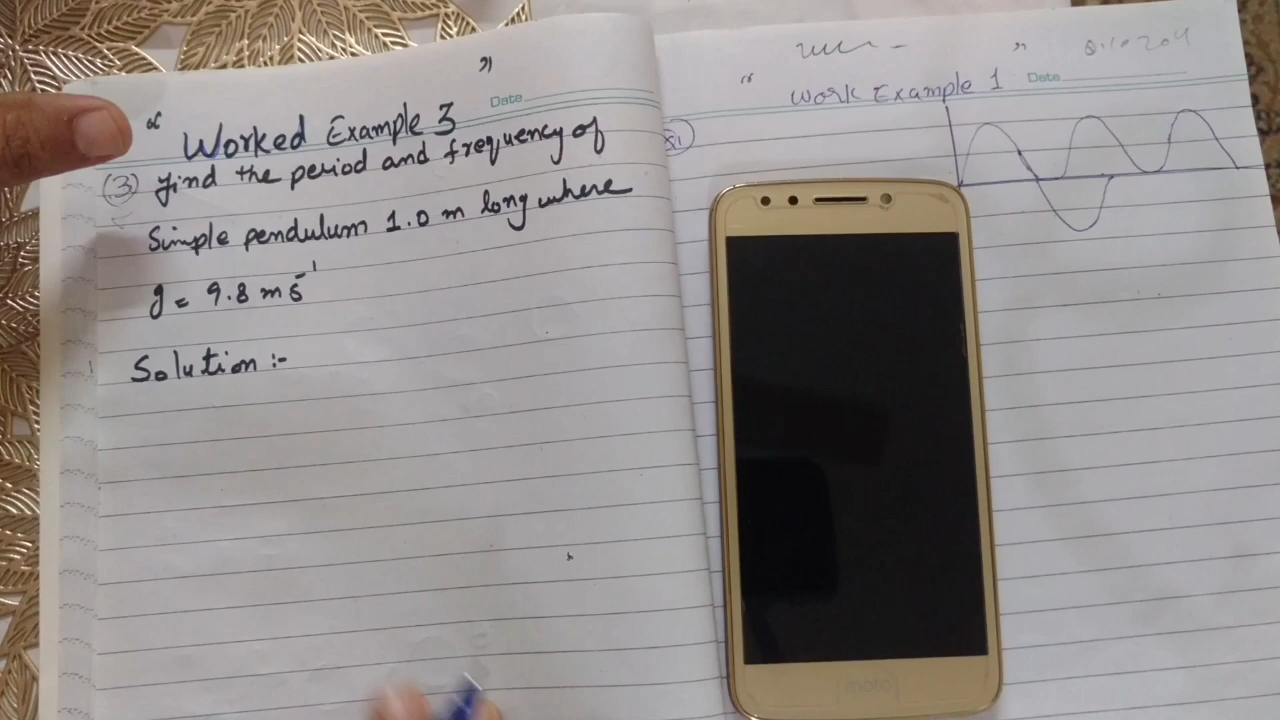 " Worked Example 3 "
Date
(3) find the period and frequency of
Simple pendulum 1.0 m long where
g = 9.8 m s⁻¹
Solution :-
" Work Example 1 "
Date
moto